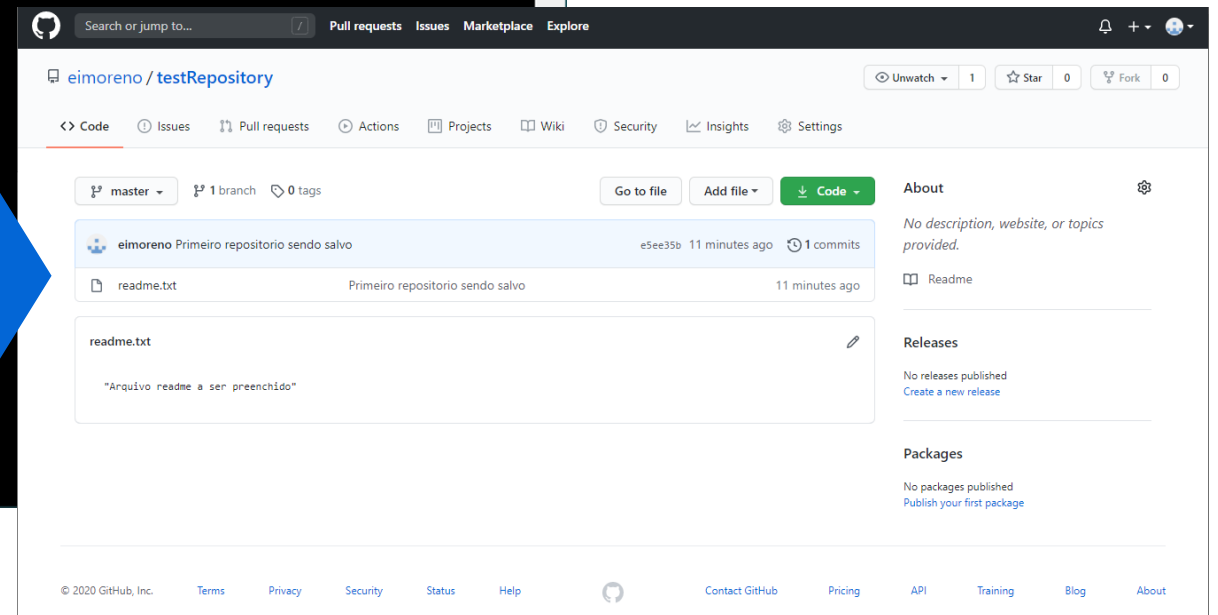 Search or jump to... / Pull requests Issues Marketplace Explore
eimoreno / testRepository Unwatch 1 Star 0 Fork 0
<> Code Issues Pull requests Actions Projects Wiki Security Insights Settings
master 1 branch 0 tags Go to file Add file Code About
No description, website, or topics
provided.
eimoreno Primeiro repositorio sendo salvo e5ee35b 11 minutes ago 1 commits
readme.txt Primeiro repositorio sendo salvo 11 minutes ago
Readme
readme.txt
"Arquivo readme a ser preenchido"
Releases
No releases published
Create a new release
Packages
No packages published
Publish your first package
© 2020 GitHub, Inc. Terms Privacy Security Status Help Contact GitHub Pricing API Training Blog About